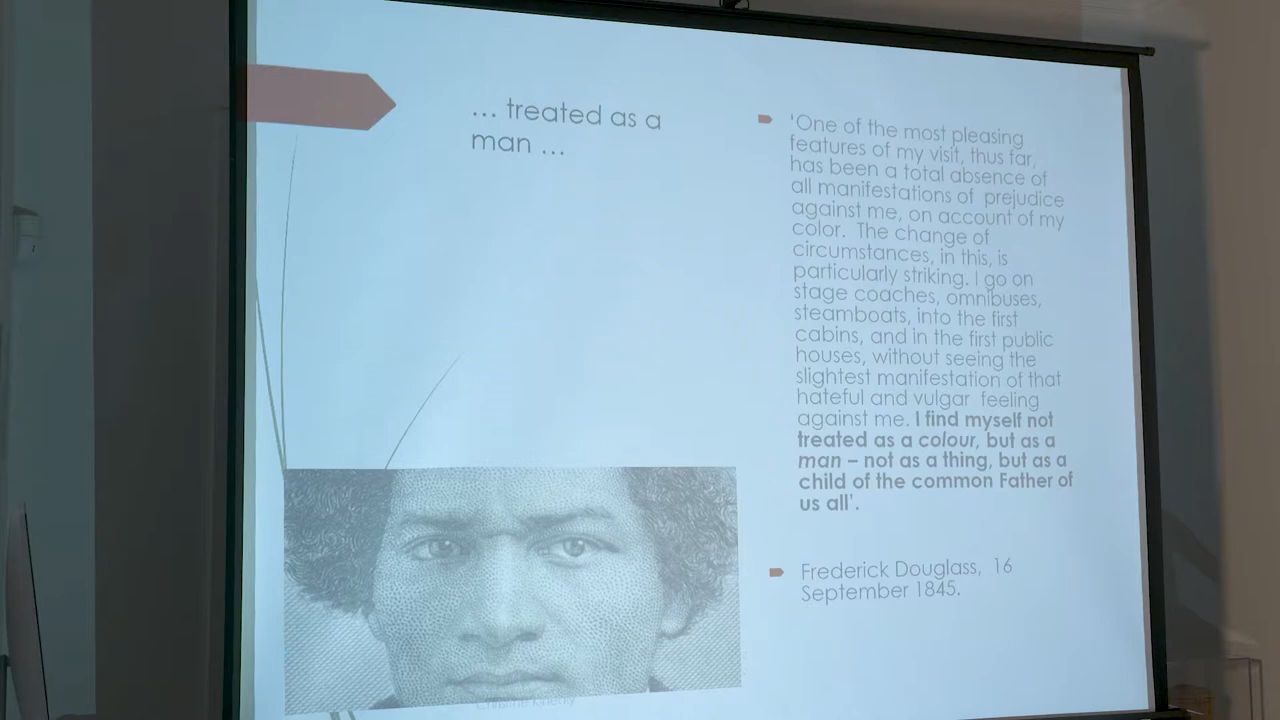 ... treated as a
man ...
'One of the most pleasing
features of my visit, thus far,
has been a total absence of
all manifestations of prejudice
against me, on account of my
color. The change of
circumstances, in this, is
particularly striking. I go on
stage coaches, omnibuses,
steamboats, into the first
cabins, and in the first public
houses, without seeing the
slightest manifestation of that
hateful and vulgar feeling
against me. I find myself not
treated as a colour, but as a
man – not as a thing, but as a
child of the common Father of
us all'.
Frederick Douglass, 16
September 1845.
Christine Kinealy